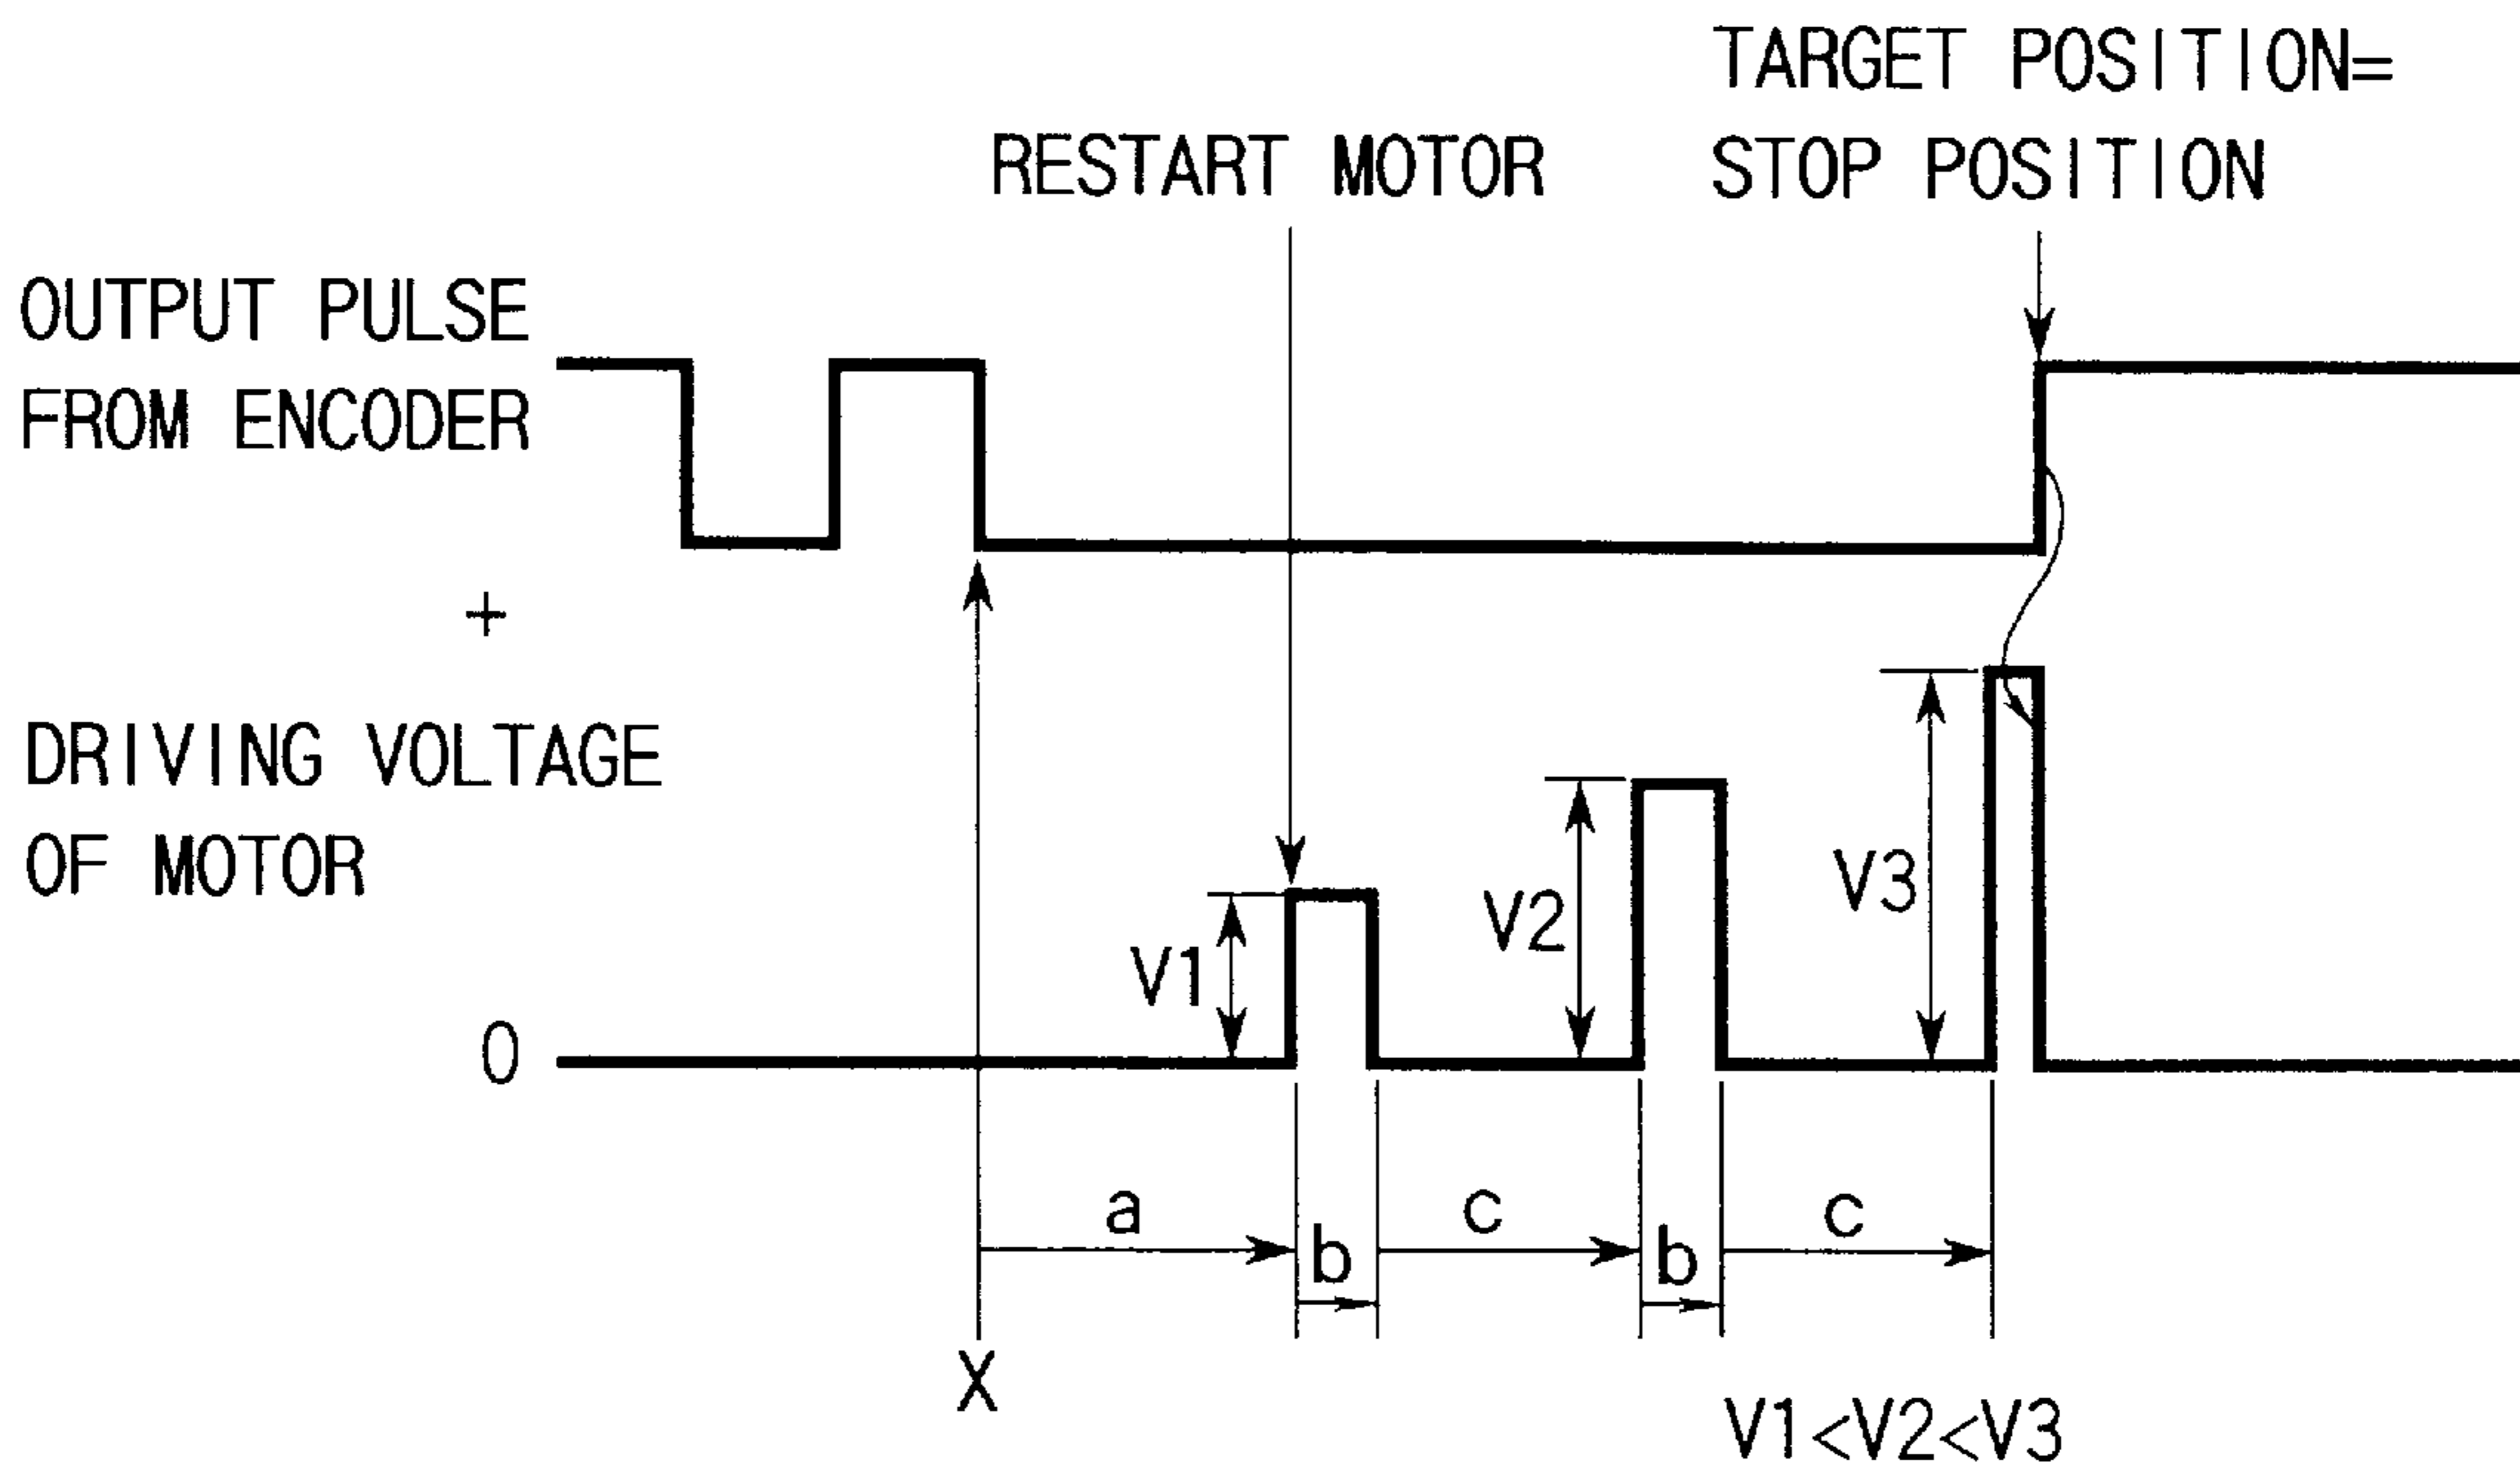 TARGET POSITION=
STOP POSITION
RESTART MOTOR
OUTPUT PULSE
FROM ENCODER
+
DRIVING VOLTAGE
OF MOTOR
V1
V2
V3
0
a
b
c
b
c
X
V1<V2<V3